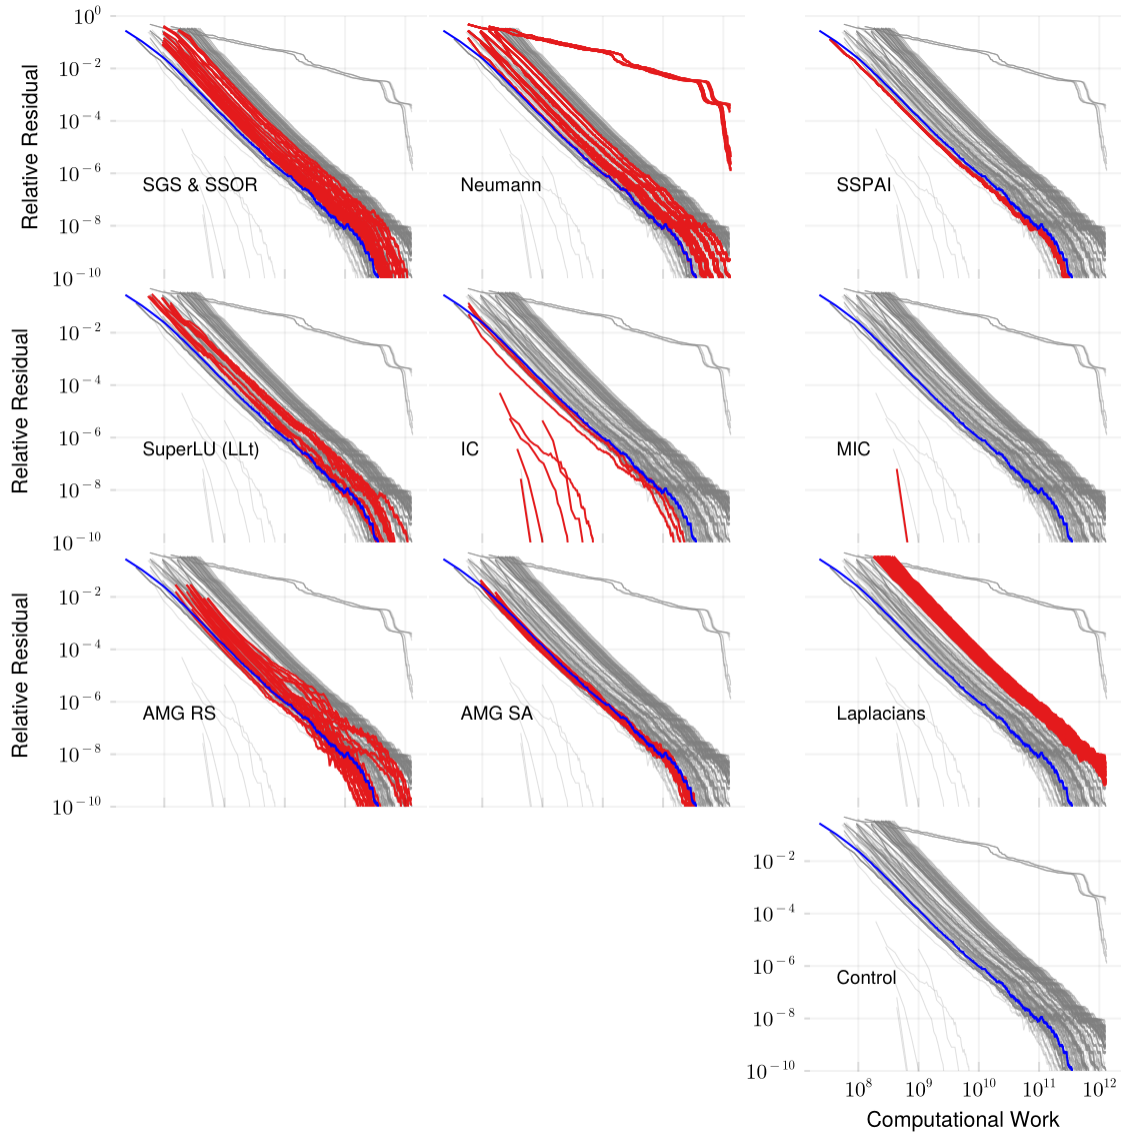 10^0
10^-2
10^-4
10^-6
10^-8
10^-10
Relative Residual
SGS & SSOR
Neumann
SSPAI
10^-2
10^-4
10^-6
10^-8
10^-10
Relative Residual
SuperLU (LLt)
IC
MIC
10^-2
10^-4
10^-6
10^-8
10^-10
Relative Residual
AMG RS
AMG SA
Laplacians
10^-2
10^-4
10^-6
10^-8
10^-10
Control
10^8 10^9 10^10 10^11 10^12
Computational Work